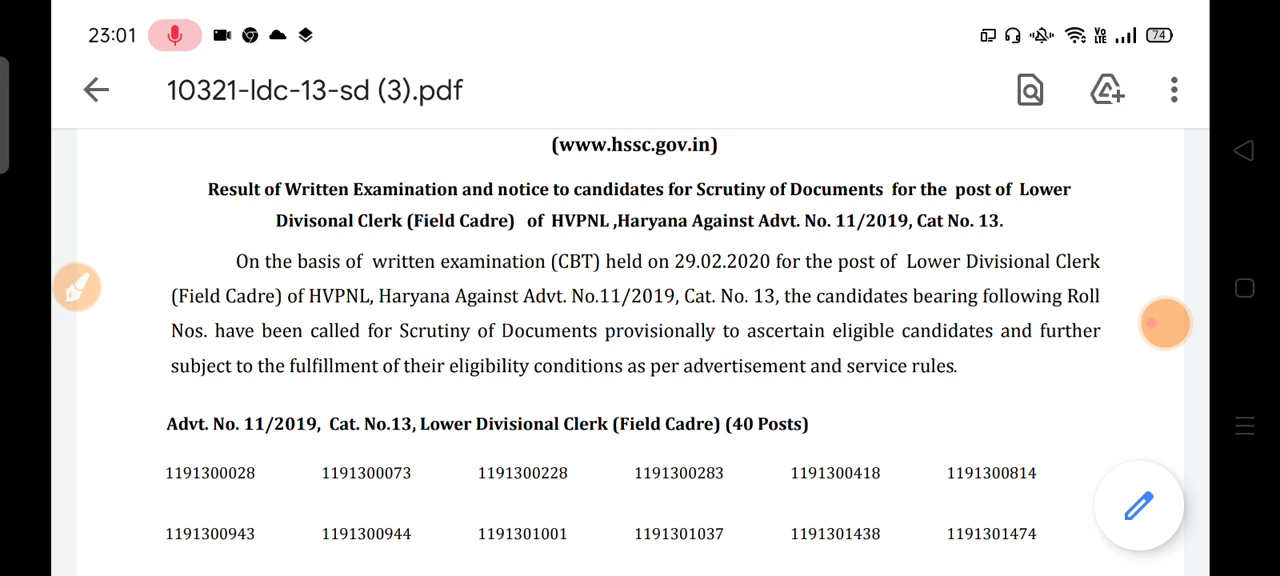 23:01
Vo
LTE
74
10321-ldc-13-sd (3).pdf
(www.hssc.gov.in)
Result of Written Examination and notice to candidates for Scrutiny of Documents for the post of Lower
Divisonal Clerk (Field Cadre) of HVPNL ,Haryana Against Advt. No. 11/2019, Cat No. 13.
On the basis of written examination (CBT) held on 29.02.2020 for the post of Lower Divisional Clerk
(Field Cadre) of HVPNL, Haryana Against Advt. No.11/2019, Cat. No. 13, the candidates bearing following Roll
Nos. have been called for Scrutiny of Documents provisionally to ascertain eligible candidates and further
subject to the fulfillment of their eligibility conditions as per advertisement and service rules.
Advt. No. 11/2019, Cat. No.13, Lower Divisional Clerk (Field Cadre) (40 Posts)
1191300028 1191300073 1191300228 1191300283 1191300418 1191300814
1191300943 1191300944 1191301001 1191301037 1191301438 1191301474